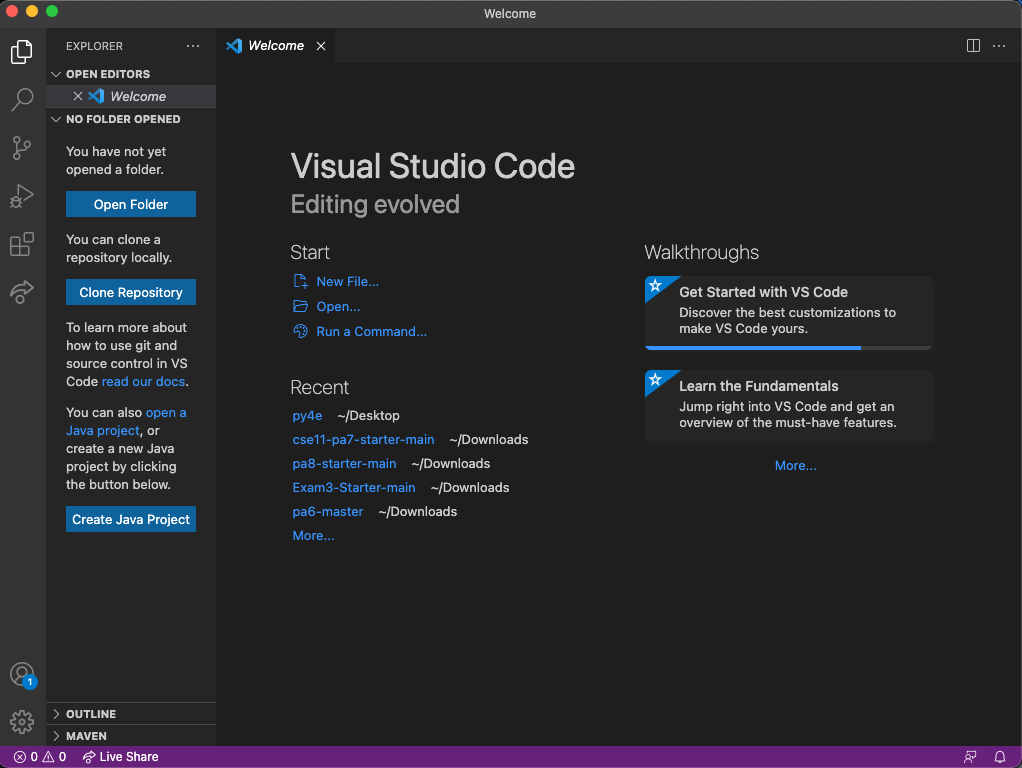 Welcome
EXPLORER
OPEN EDITORS
Welcome
NO FOLDER OPENED
You have not yet
opened a folder.
Open Folder
You can clone a
repository locally.
Clone Repository
To learn more about
how to use git and
source control in VS
Code read our docs.
You can also open a
Java project, or
create a new Java
project by clicking
the button below.
Create Java Project
OUTLINE
MAVEN
Welcome
Visual Studio Code
Editing evolved
Start
New File...
Open...
Run a Command...
Recent
py4e ~/Desktop
cse11-pa7-starter-main ~/Downloads
pa8-starter-main ~/Downloads
Exam3-Starter-main ~/Downloads
pa6-master ~/Downloads
More...
Walkthroughs
Get Started with VS Code
Discover the best customizations to
make VS Code yours.
Learn the Fundamentals
Jump right into VS Code and get an
overview of the must-have features.
More...
1
0 0 Live Share